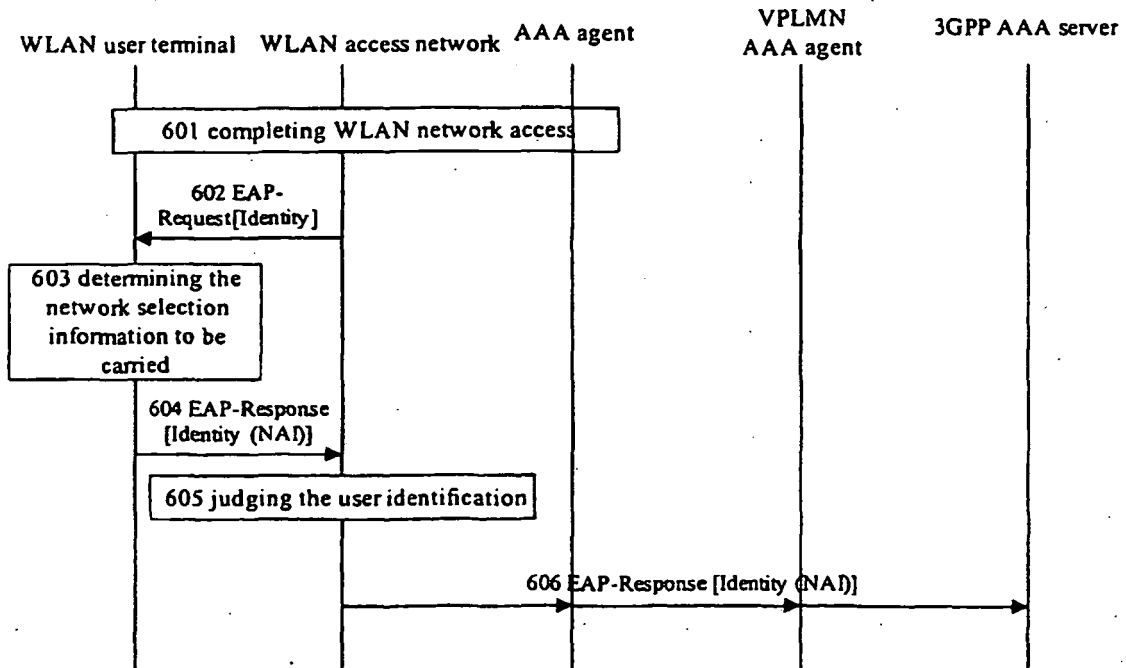 WLAN user terminal
WLAN access network
AAA agent
VPLMN
AAA agent
3GPP AAA server
601 completing WLAN network access
602 EAP-
Request[Identity]
603 determining the
network selection
information to be
carried
604 EAP-Response
[Identity (NAI)]
605 judging the user identification
606 EAP-Response [Identity (NAI)]